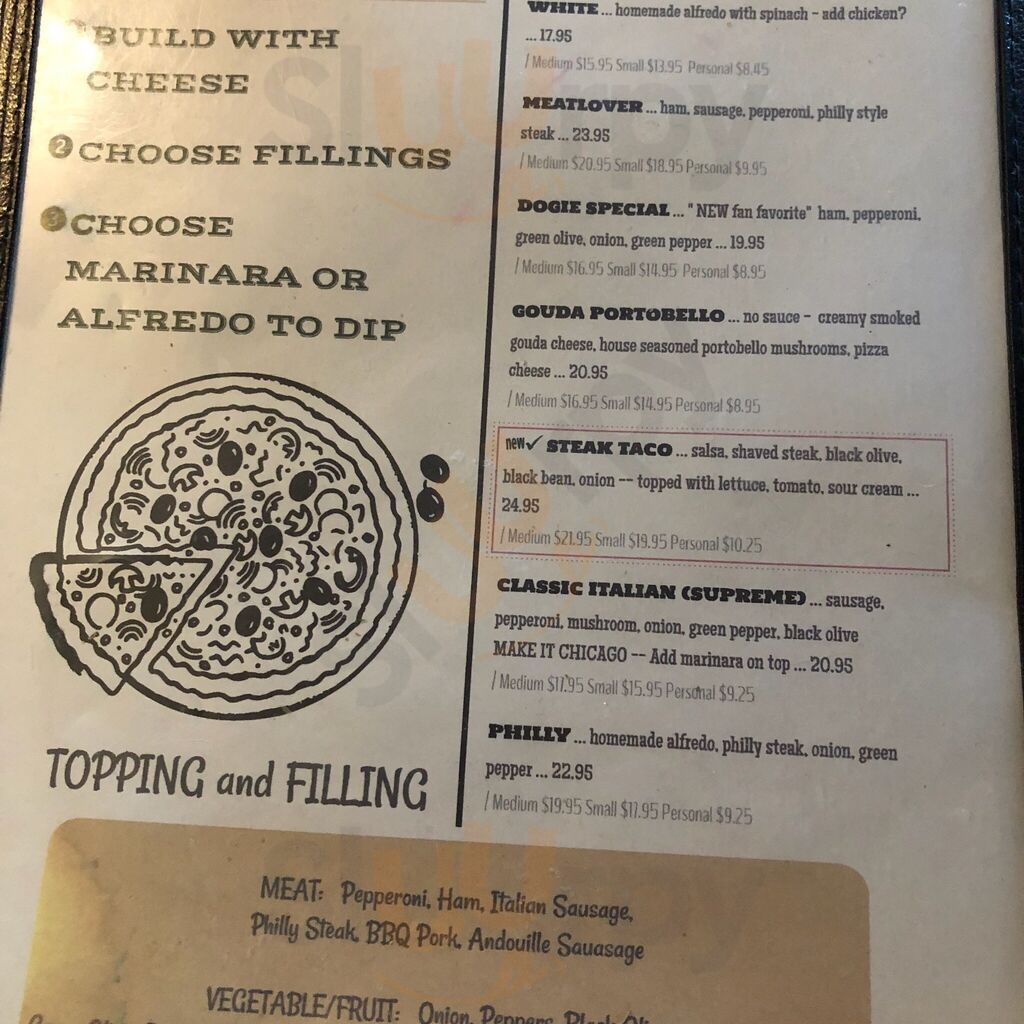 BUILD WITH
CHEESE
2 CHOOSE FILLINGS
3 CHOOSE
MARINARA OR
ALFREDO TO DIP
TOPPING and FILLING
WHITE ... homemade alfredo with spinach - add chicken?
... 17.95
/ Medium $15.95 Small $13.95 Personal $8.45
MEATLOVER ... ham, sausage, pepperoni, philly style
steak ... 23.95
/ Medium $20.95 Small $18.95 Personal $9.95
DOGIE SPECIAL ... "NEW fan favorite" ham, pepperoni,
green olive, onion, green pepper ... 19.95
/ Medium $16.95 Small $14.95 Personal $8.95
GOUDA PORTOBELLO ... no sauce - creamy smoked
gouda cheese, house seasoned portobello mushrooms, pizza
cheese ... 20.95
/ Medium $16.95 Small $14.95 Personal $8.95
new✓ STEAK TACO ... salsa, shaved steak, black olive,
black bean, onion -- topped with lettuce, tomato, sour cream ...
24.95
/ Medium $21.95 Small $19.95 Personal $10.25
CLASSIC ITALIAN (SUPREME) ... sausage,
pepperoni, mushroom, onion, green pepper, black olive
MAKE IT CHICAGO -- Add marinara on top ... 20.95
/ Medium $17.95 Small $15.95 Personal $9.25
PHILLY ... homemade alfredo, philly steak, onion, green
pepper ... 22.95
/ Medium $19.95 Small $17.95 Personal $9.25
MEAT: Pepperoni, Ham, Italian Sausage,
Philly Steak, BBQ Pork, Andouille Sauasage
VEGETABLE/FRUIT: Onion, Peppers, Black